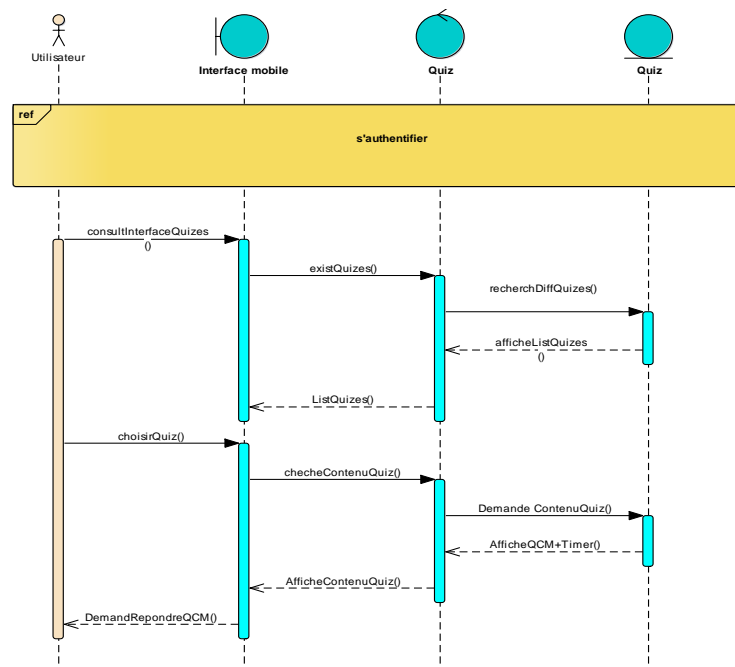 Utilisateur
Interface mobile
Quiz
Quiz
ref
s'authentifier
consultInterfaceQuizes
()
existQuizes()
recherchDiffQuizes()
afficheListQuizes
()
ListQuizes()
choisirQuiz()
checheContenuQuiz()
Demande ContenuQuiz()
AfficheQCM+Timer()
AfficheContenuQuiz()
DemandRepondreQCM()